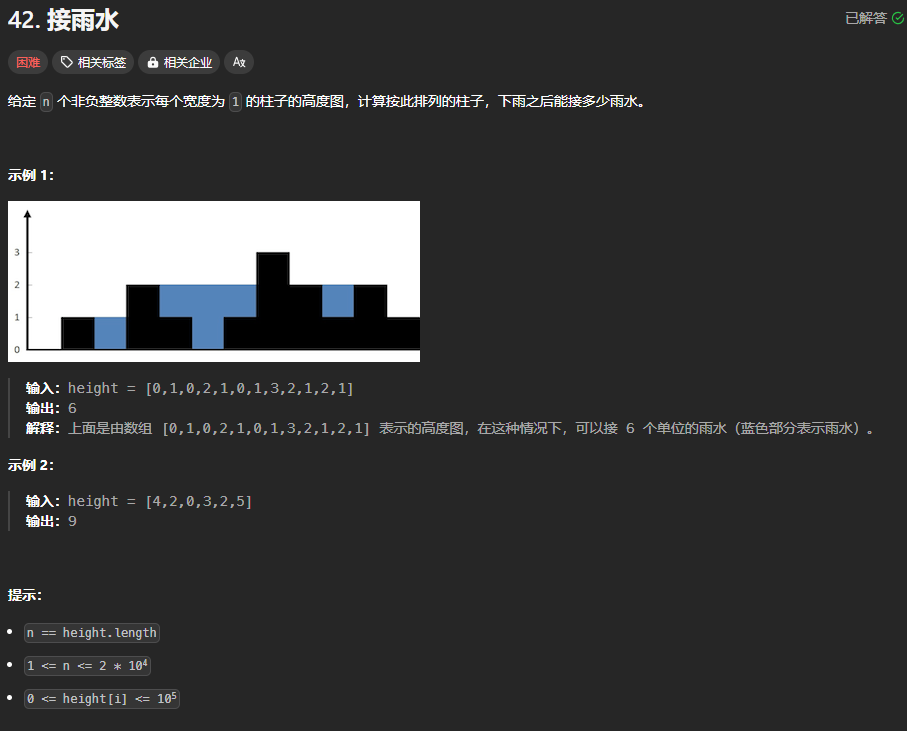 42. 接雨水
已解答
困难
相关标签
相关企业
给定 n 个非负整数表示每个宽度为 1 的柱子的高度图，计算按此排列的柱子，下雨之后能接多少雨水。
示例 1：
3
2
1
0
输入：height = [0,1,0,2,1,0,1,3,2,1,2,1]
输出：6
解释：上面是由数组 [0,1,0,2,1,0,1,3,2,1,2,1] 表示的高度图，在这种情况下，可以接 6 个单位的雨水（蓝色部分表示雨水）。
示例 2：
输入：height = [4,2,0,3,2,5]
输出：9
提示：
n == height.length
1 <= n <= 2 * 10⁴
0 <= height[i] <= 10⁵